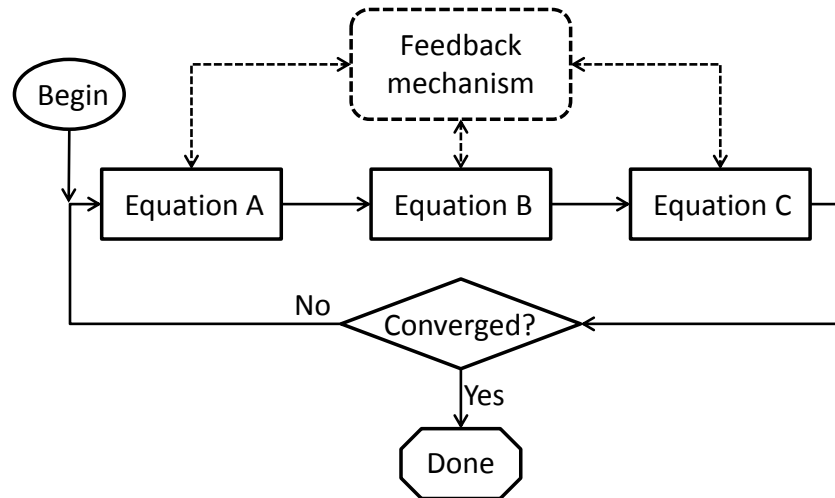 Feedback
mechanism
Begin
Equation A
Equation B
Equation C
No
Converged?
Yes
Done